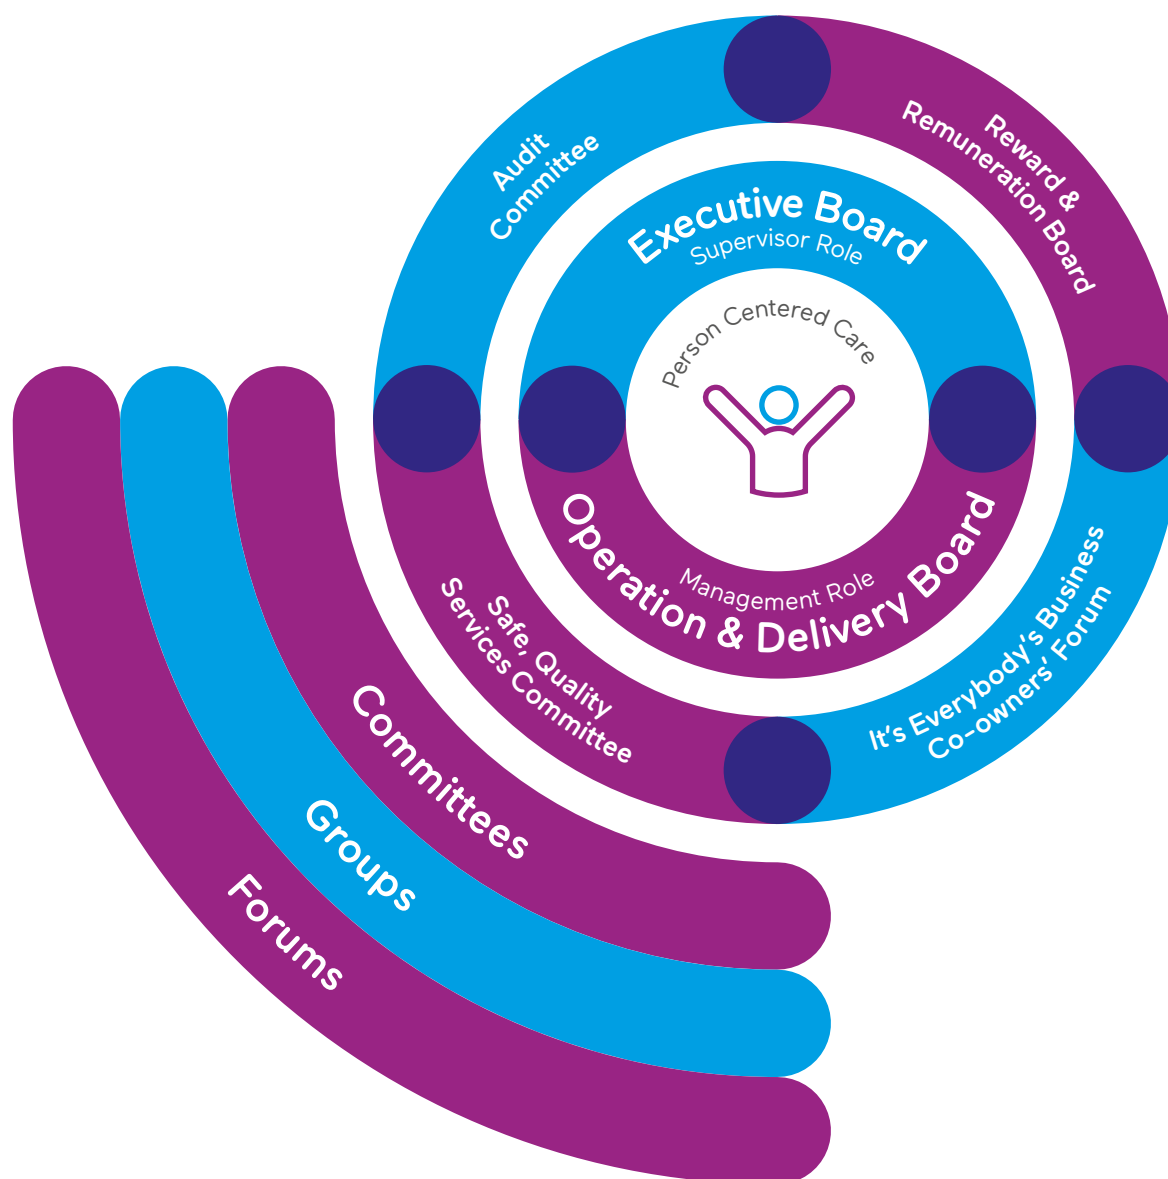 Audit
Committee
Reward &
Remuneration Board
Executive Board
Supervisor Role
Person Centered Care
Management Role
Operation & Delivery Board
Safe, Quality
Services Committee
It's Everybody's Business
Co-owners' Forum
Committees
Groups
Forums